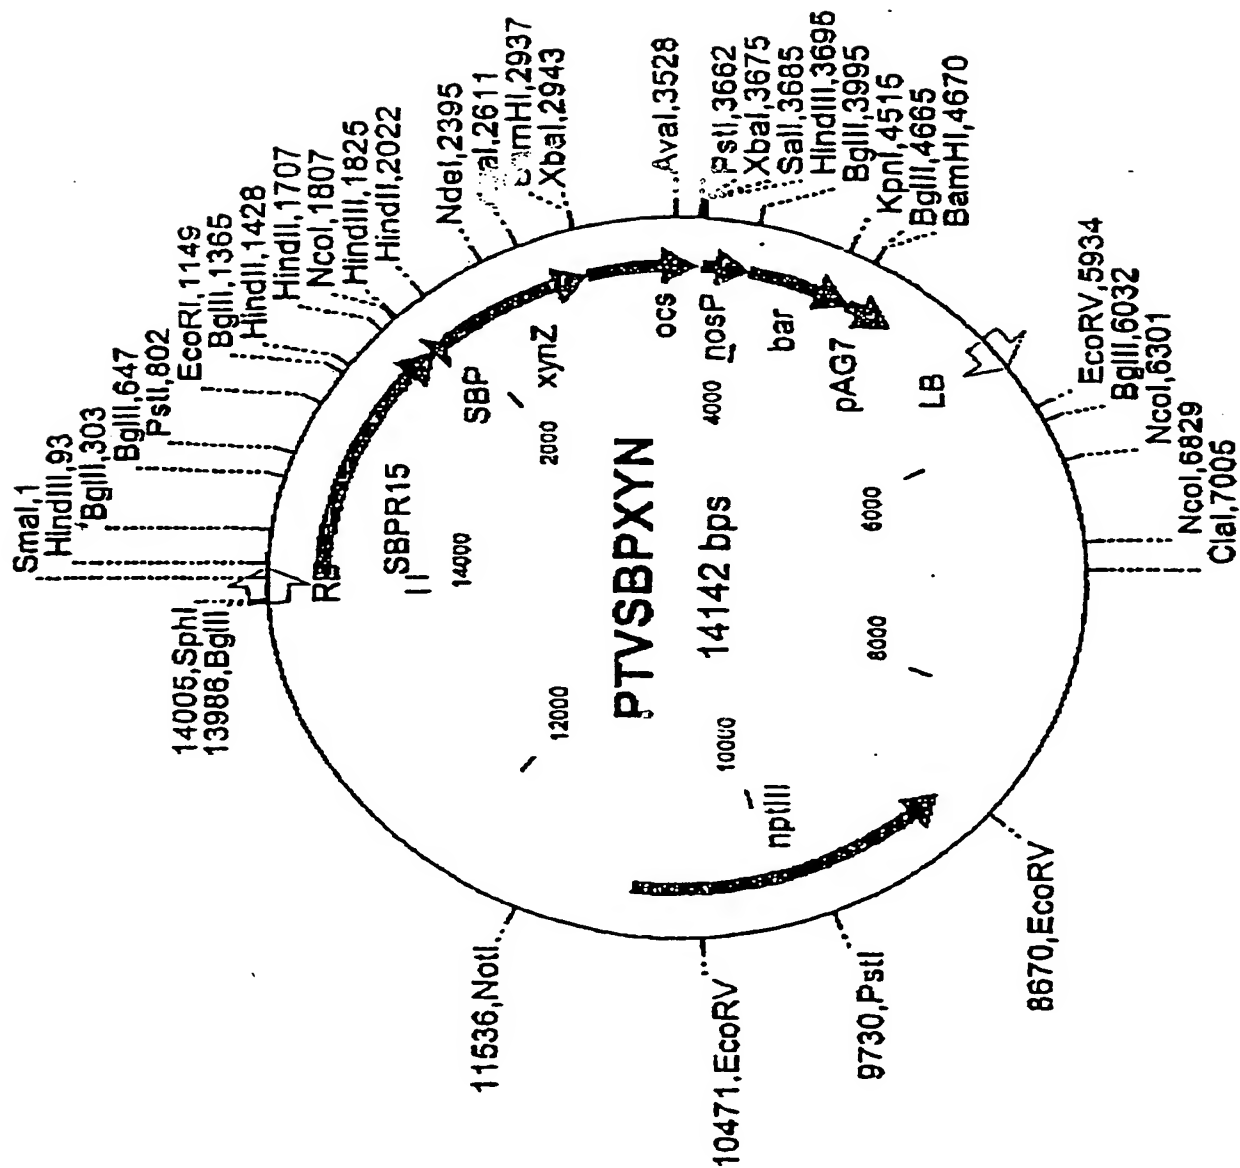 SmaI,1
HindIII,93
BglII,303
BglII,647
PstI,802
EcoRI,1149
BglII,1365
HindII,1428
HindII,1707
NcoI,1807
HindIII,1825
HindII,2022
NdeI,2395
2611
BamHI,2937
XbaI,2943
AvaI,3528
PstI,3662
XbaI,3675
SalI,3685
HindIII,3695
BglII,3995
KpnI,4515
BglII,4665
BamHI,4670
EcoRV,5934
BglII,6032
NcoI,6301
NcoI,6829
ClaI,7005
8670,EcoRV
9730,PstI
10471,EcoRV
11536,NotI
13986,BglII
14005,SphI
SBPR15
SBP
xynZ
ocs
nosP
bar
pAG7
LB
nptIII
2000
4000
6000
8000
10000
12000
14000
PTVSBPXYN
14142 bps